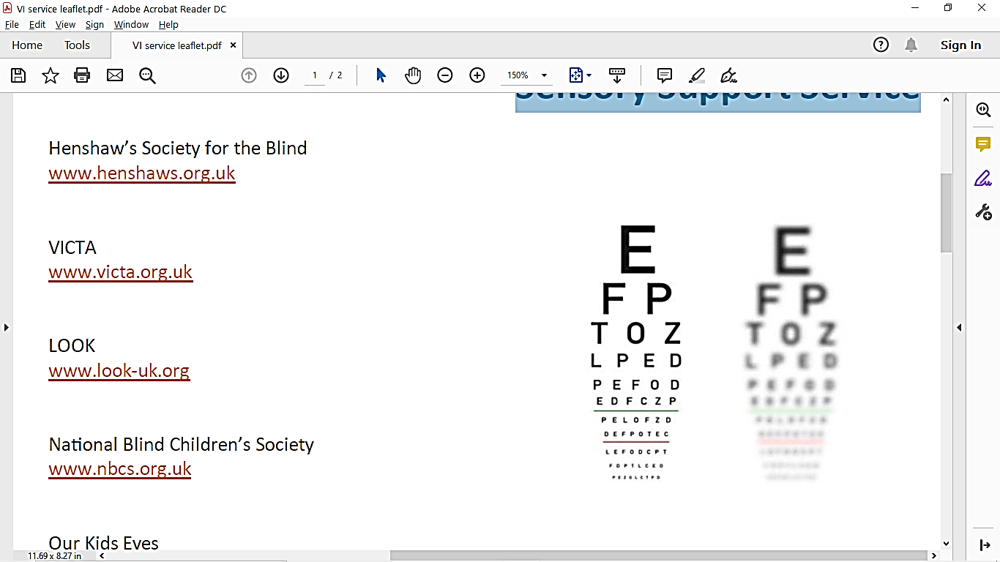 VI service leaflet.pdf - Adobe Acrobat Reader DC
File Edit View Sign Window Help
Home Tools VI service leaflet.pdf × Sign In
1 / 2 150%
Sensory Support Service
Henshaw’s Society for the Blind
www.henshaws.org.uk
VICTA
www.victa.org.uk
LOOK
www.look-uk.org
National Blind Children’s Society
www.nbcs.org.uk
Our Kids Eyes
E
F P
T O Z
L P E D
P E F O D
E D F C Z P
P E L O F Z D
D E F P O T E C
L E F O D C P T
F D P T L C E O
P E Z O L C F T D
E
F P
T O Z
L P E D
P E F O D
E D F C Z P
11.69 x 8.27 in